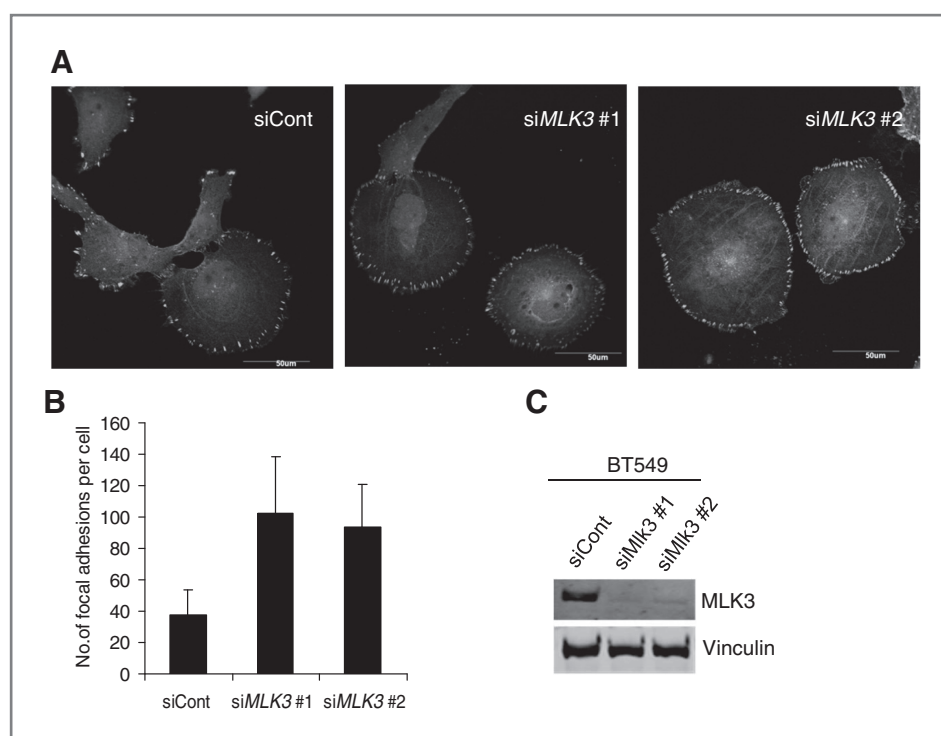 A
siCont
siMLK3 #1
siMLK3 #2
50um
50um
50um
B
No.of focal adhesions per cell
160
140
120
100
80
60
40
20
0
siCont
siMLK3 #1
siMLK3 #2
C
BT549
siCont
siMlk3 #1
siMlk3 #2
MLK3
Vinculin